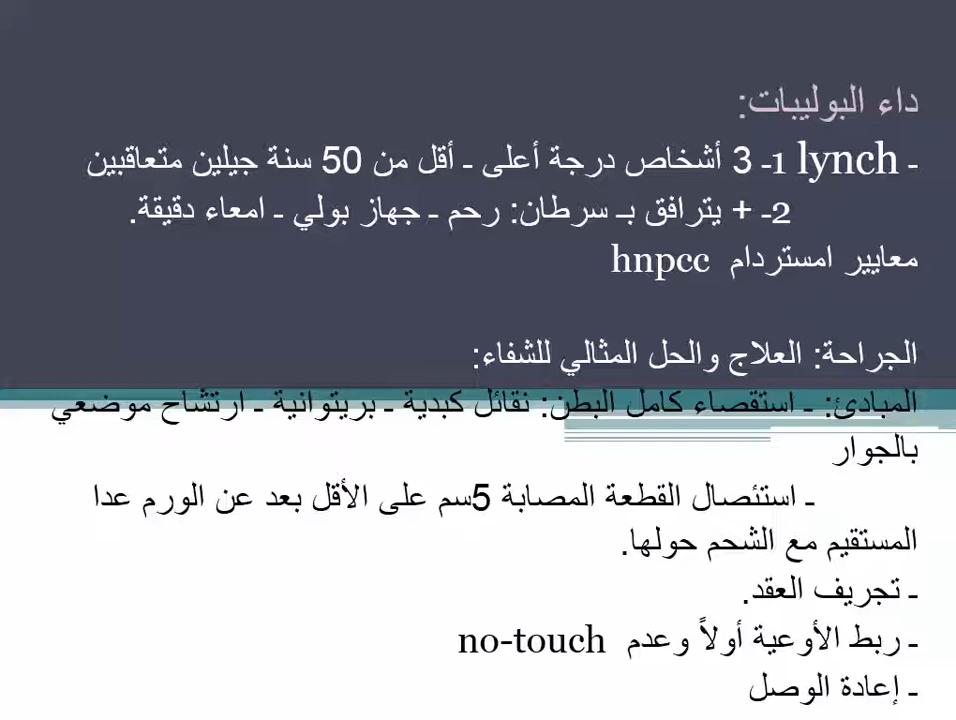 داء البوليبات:
ـ lynch 1ـ 3 أشخاص درجة أعلى ـ أقل من 50 سنة جيلين متعاقبين
2ـ + يترافق بـ سرطان: رحم ـ جهاز بولي ـ امعاء دقيقة.
معايير امستردام hnpcc
الجراحة: العلاج والحل المثالي للشفاء:
المبادئ: ـ استقصاء كامل البطن: نقائل كبدية ـ بريتوانية ـ ارتشاح موضعي
بالجوار
ـ استئصال القطعة المصابة 5سم على الأقل بعد عن الورم عدا
المستقيم مع الشحم حولها.
ـ تجريف العقد.
ـ ربط الأوعية أولاً وعدم no-touch
ـ إعادة الوصل